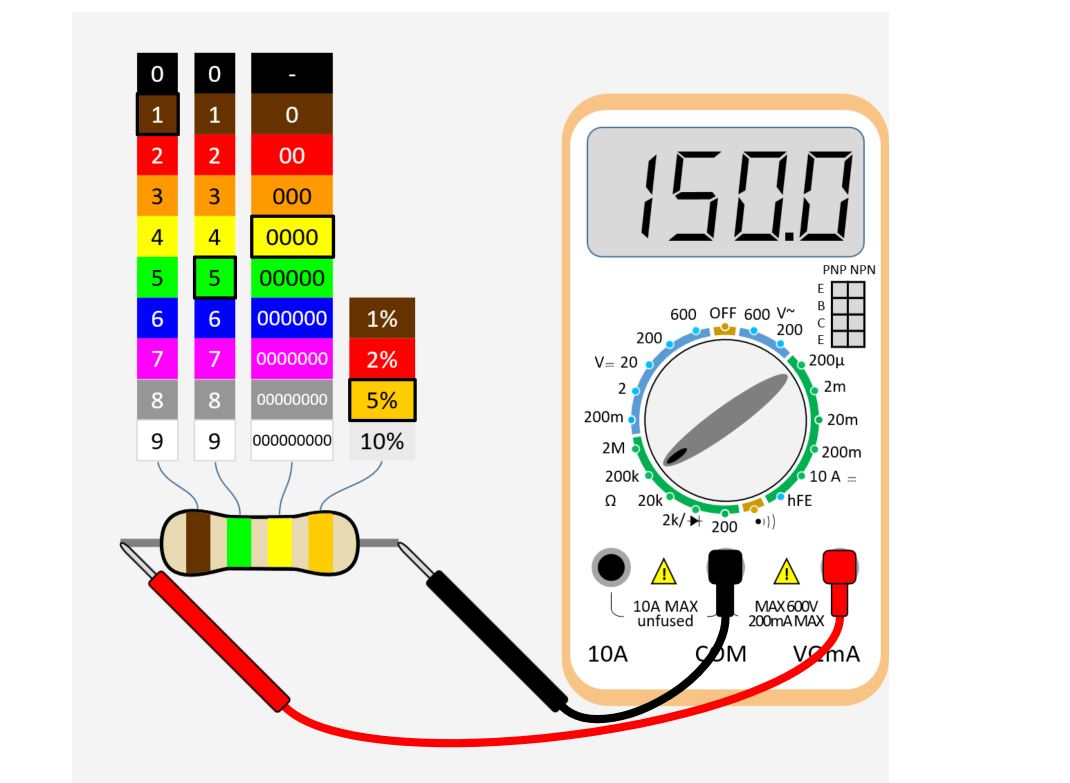 0 0 -
1 1 0
2 2 00
3 3 000
4 4 0000
5 5 00000
6 6 000000 1%
7 7 0000000 2%
8 8 00000000 5%
9 9 000000000 10%
150.0
PNP NPN
E
B
C
E
600 OFF 600 V~
200 200
V⎓ 20 200µ
2 2m
200m 20m
2M 200m
200k 10 A ⎓
Ω 20k hFE
2k/ 200 •))
10A MAX
unfused
MAX 600V
200mA MAX
10A COM VΩmA